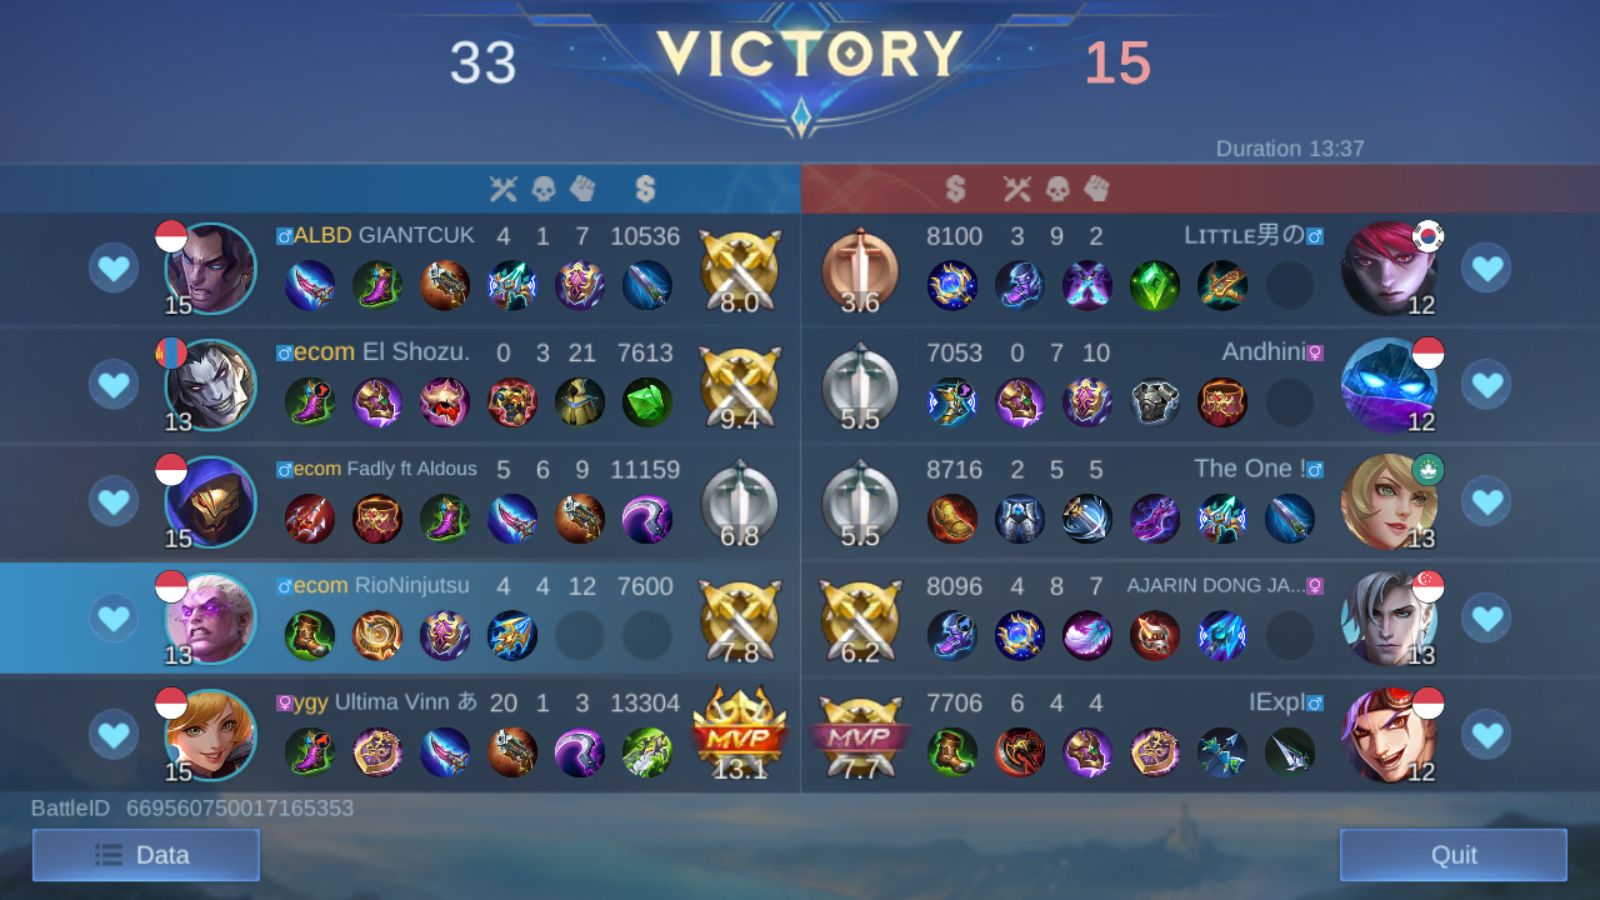 33 VICTORY 15
Duration 13:37
ALBD GIANTCUK 4 1 7 10536
15 8.0
3.6 8100 3 9 2 LITTLE男の
12
ecom El Shozu. 0 3 21 7613
13 9.4
5.5 7053 0 7 10 Andhini
12
ecom Fadly ft Aldous 5 6 9 11159
15 6.8
5.5 8716 2 5 5 The One !
13
ecom RioNinjutsu 4 4 12 7600
13 7.8
6.2 8096 4 8 7 AJARIN DONG JA...
13
ygy Ultima Vinn あ 20 1 3 13304
15 MVP 13.1
MVP 7.7 7706 6 4 4 IExpl
12
BattleID 669560750017165353
Data
Quit